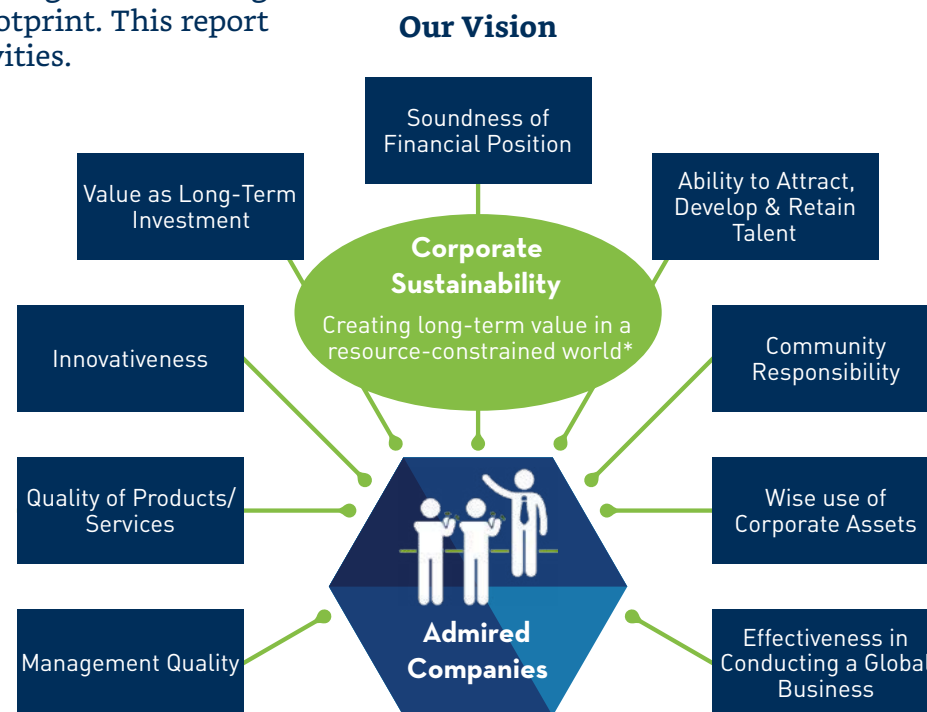 otprint. This report
vities.
Our Vision
Soundness of
Financial Position
Value as Long-Term
Investment
Ability to Attract,
Develop & Retain
Talent
Corporate
Sustainability
Creating long-term value in a
resource-constrained world*
Innovativeness
Community
Responsibility
Quality of Products/
Services
Wise use of
Corporate Assets
Admired
Companies
Management Quality
Effectiveness in
Conducting a Global
Business